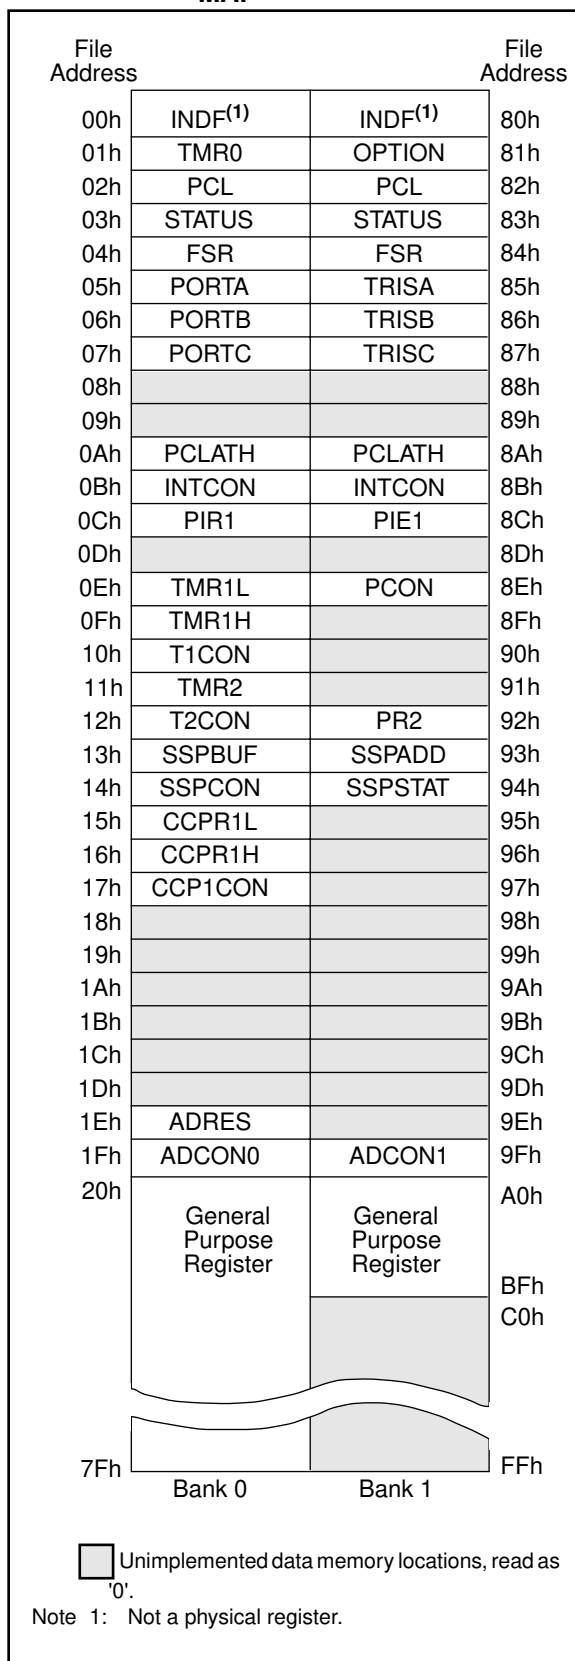 File Address File Address
00h INDF(1) INDF(1) 80h
01h TMR0 OPTION 81h
02h PCL PCL 82h
03h STATUS STATUS 83h
04h FSR FSR 84h
05h PORTA TRISA 85h
06h PORTB TRISB 86h
07h PORTC TRISC 87h
08h 88h
09h 89h
0Ah PCLATH PCLATH 8Ah
0Bh INTCON INTCON 8Bh
0Ch PIR1 PIE1 8Ch
0Dh 8Dh
0Eh TMR1L PCON 8Eh
0Fh TMR1H 8Fh
10h T1CON 90h
11h TMR2 91h
12h T2CON PR2 92h
13h SSPBUF SSPADD 93h
14h SSPCON SSPSTAT 94h
15h CCPR1L 95h
16h CCPR1H 96h
17h CCP1CON 97h
18h 98h
19h 99h
1Ah 9Ah
1Bh 9Bh
1Ch 9Ch
1Dh 9Dh
1Eh ADRES 9Eh
1Fh ADCON0 ADCON1 9Fh
20h General Purpose Register General Purpose Register A0h
BFh
C0h
7Fh FFh
Bank 0 Bank 1
Unimplemented data memory locations, read as
'0'.
Note 1: Not a physical register.